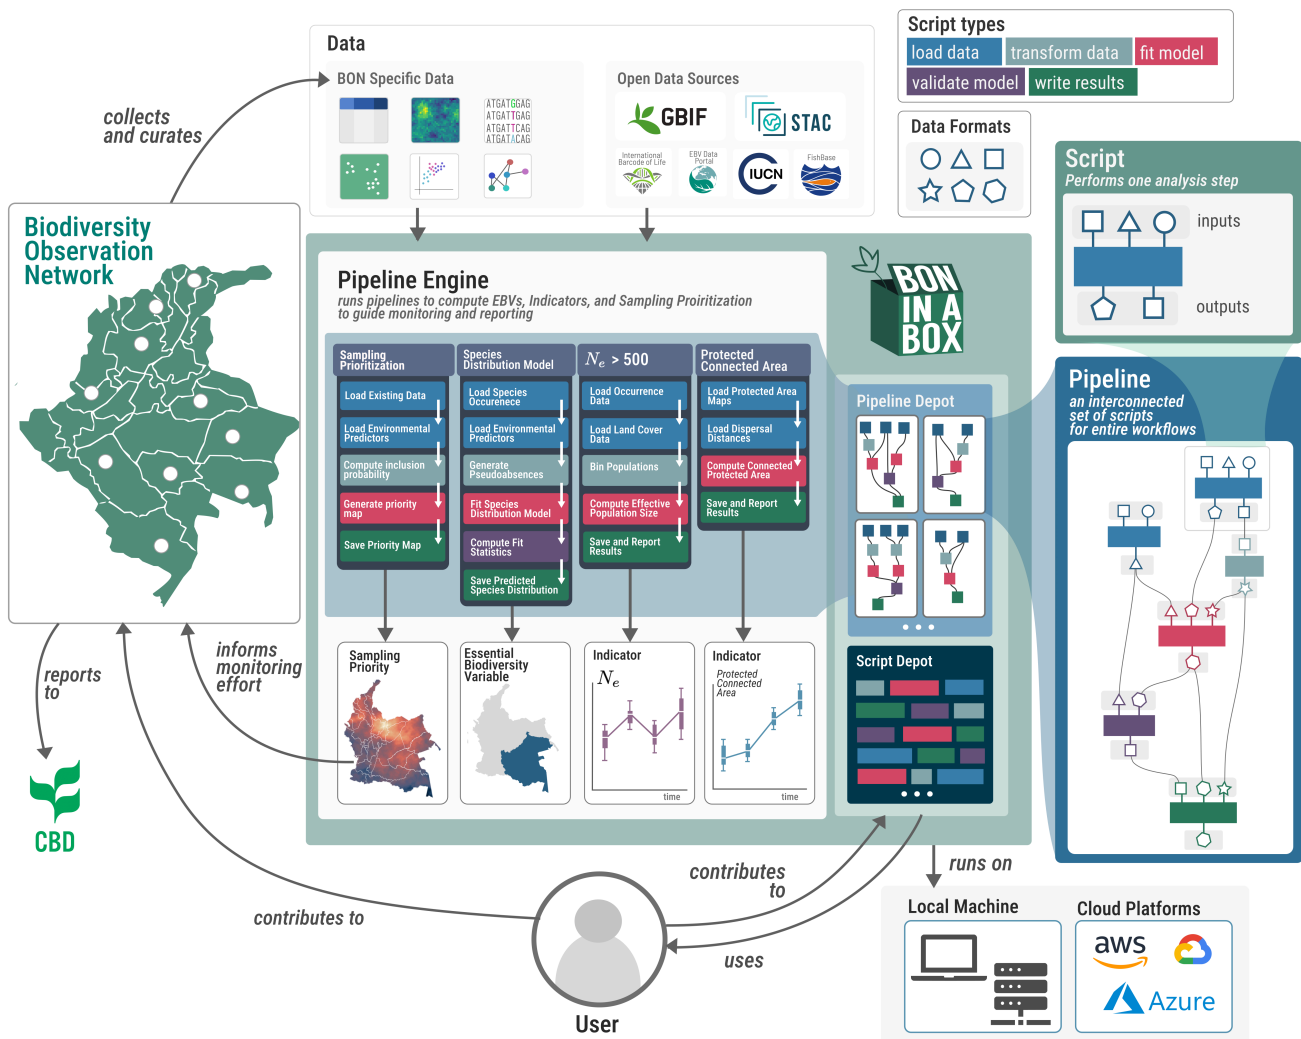 Data
BON Specific Data
ATGATGGAG
ATGATTGAG
ATGATTCAG
ATGATACAG
Open Data Sources
GBIF
STAC
International
Barcode of Life
EBV Data
Portal
IUCN
FishBase
Script types
load data
transform data
fit model
validate model
write results
Data Formats
Script
Performs one analysis step
inputs
outputs
collects
and curates
Biodiversity
Observation
Network
Pipeline Engine
runs pipelines to compute EBVs, Indicators, and Sampling Proiritization
to guide monitoring and reporting
BON
IN A
BOX
Sampling
Prioritization
Load Existing Data
Load Environmental
Predictors
Compute inclusion
probability
Generate priority
map
Save Priority Map
Species
Distribution Model
Load Species
Occurenece
Load Environmental
Predictors
Generate
Pseudoabsences
Fit Species
Distribution Model
Compute Fit
Statistics
Save Predicted
Species Distribution
Ne > 500
Load Occurrence
Data
Load Land Cover
Data
Bin Populations
Compute Effective
Population Size
Save and Report
Results
Protected
Connected Area
Load Protected Area
Maps
Load Dispersal
Distances
Compute Connected
Protected Area
Save and Report
Results
Pipeline Depot
Script Depot
Pipeline
an interconnected
set of scripts
for entire workflows
Sampling
Priority
Essential
Biodiversity
Variable
Indicator
Ne
time
Indicator
Protected
Connected
Area
time
reports
to
informs
monitoring
effort
CBD
contributes to
contributes
to
uses
User
runs on
Local Machine
Cloud Platforms
aws
Azure